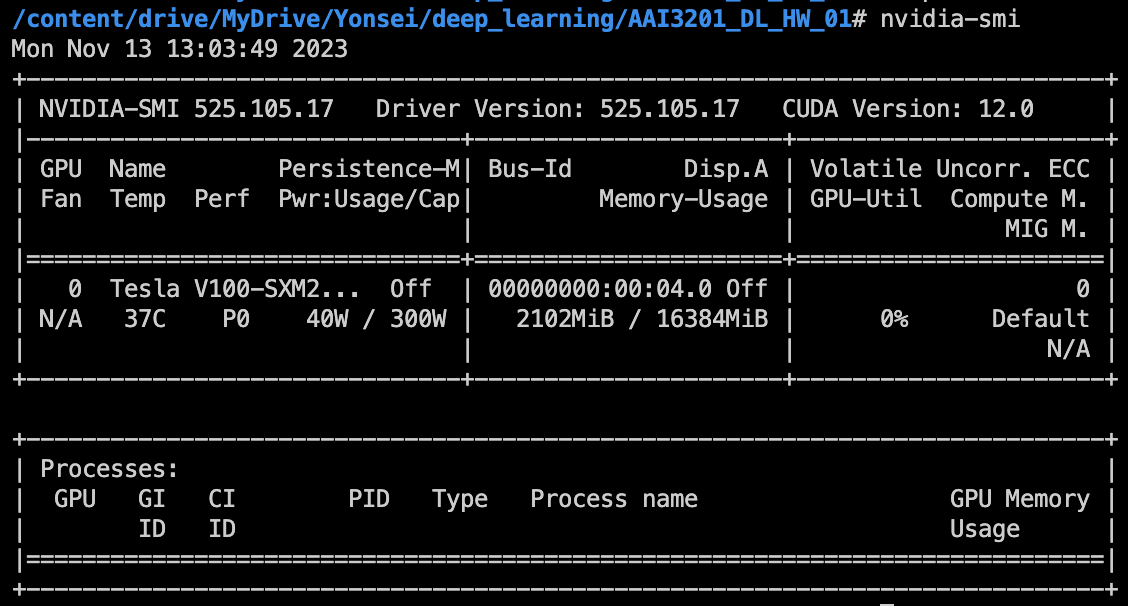 /content/drive/MyDrive/Yonsei/deep_learning/AAI3201_DL_HW_01# nvidia-smi
Mon Nov 13 13:03:49 2023
+-----------------------------------------------------------------------------+
| NVIDIA-SMI 525.105.17   Driver Version: 525.105.17   CUDA Version: 12.0     |
|-------------------------------+----------------------+----------------------+
| GPU  Name        Persistence-M| Bus-Id        Disp.A | Volatile Uncorr. ECC |
| Fan  Temp  Perf  Pwr:Usage/Cap|         Memory-Usage | GPU-Util  Compute M. |
|                               |                      |               MIG M. |
|===============================+======================+======================|
|   0  Tesla V100-SXM2...  Off  | 00000000:00:04.0 Off |                    0 |
| N/A   37C    P0    40W / 300W |   2102MiB / 16384MiB |      0%      Default |
|                               |                      |                  N/A |
+-------------------------------+----------------------+----------------------+

+-----------------------------------------------------------------------------+
| Processes:                                                                  |
|  GPU   GI   CI        PID   Type   Process name                  GPU Memory |
|        ID   ID                                                   Usage      |
|=============================================================================|
+-----------------------------------------------------------------------------+